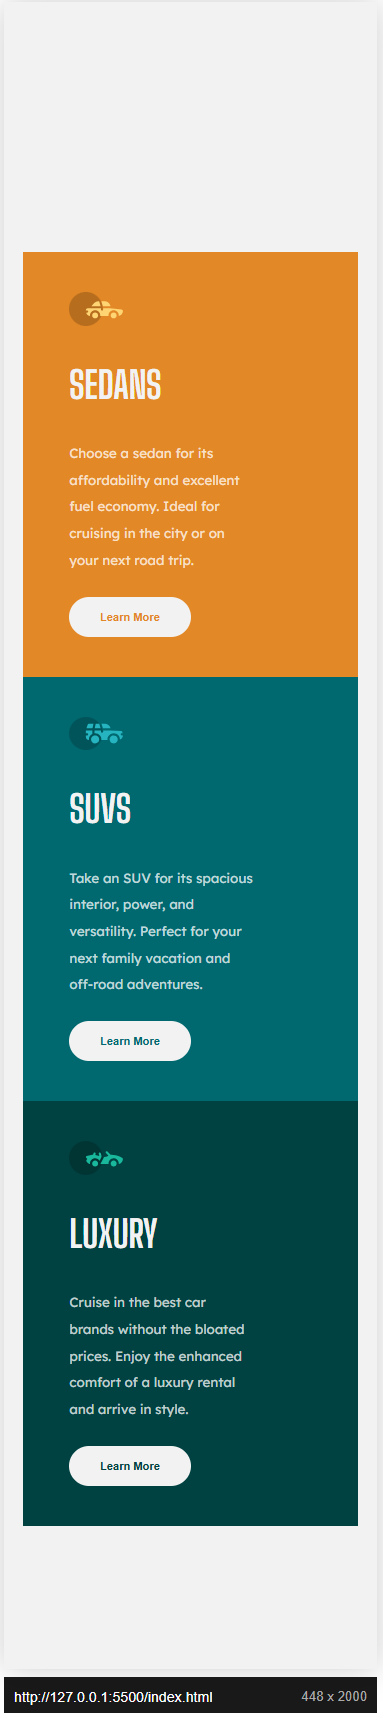 SEDANS
Choose a sedan for its
affordability and excellent
fuel economy. Ideal for
cruising in the city or on
your next road trip.
Learn More
SUVS
Take an SUV for its spacious
interior, power, and
versatility. Perfect for your
next family vacation and
off-road adventures.
Learn More
LUXURY
Cruise in the best car
brands without the bloated
prices. Enjoy the enhanced
comfort of a luxury rental
and arrive in style.
Learn More
http://127.0.0.1:5500/index.html 448 x 2000